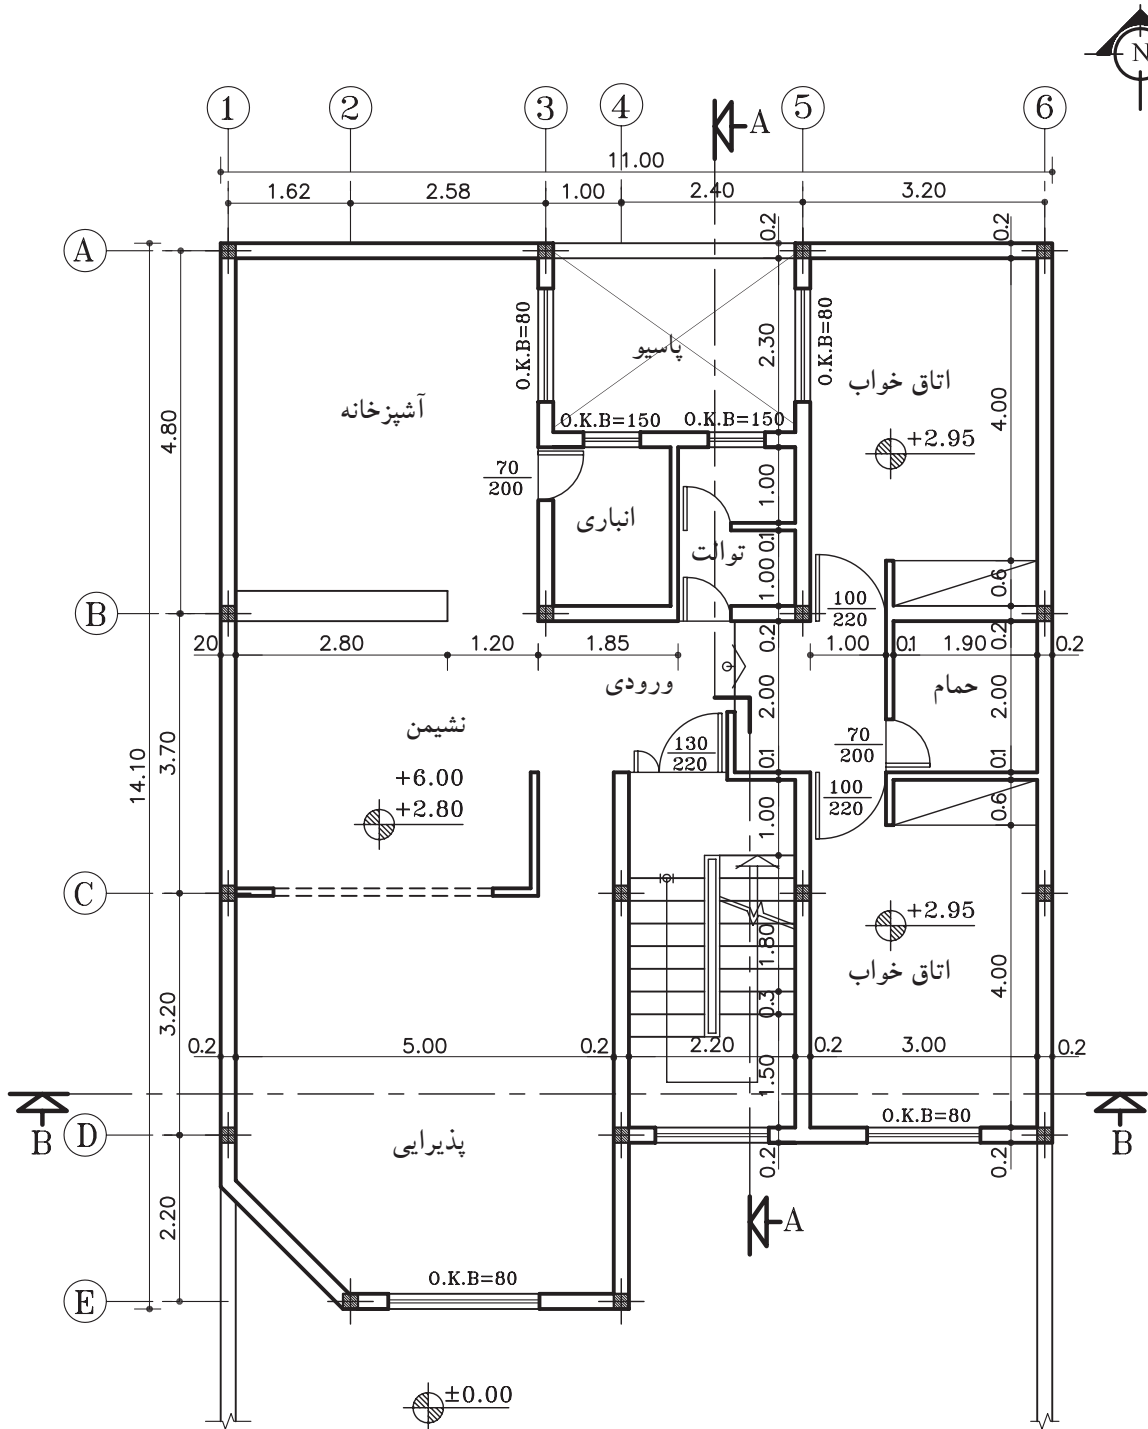 N
1 2 3 4 5 6
A
11.00
1.62 2.58 1.00 2.40 3.20
A
0.2 0.2
O.K.B=80
پاسیو
2.30
O.K.B=80
اتاق خواب
4.00
آشپزخانه
4.80
O.K.B=150 O.K.B=150
+2.95
70
200
1.00
انباری
توالت
0.1
1.00
0.6
B
100
220
20 2.80 1.20 1.85 0.2 1.00 0.1 1.90 0.2 0.2
ورودی
حمام
نشیمن
2.00 2.00
3.70
14.10
130
220
70
200
0.1 0.1
+6.00
+2.80
100
220
1.00 0.6
C
+2.95
1.80
اتاق خواب
4.00
3.20
0.3
0.2 5.00 0.2 2.20 0.2 3.00 0.2
1.50
B B
D
O.K.B=80
پذیرایی
0.2 0.2
2.20
A
O.K.B=80
E
±0.00